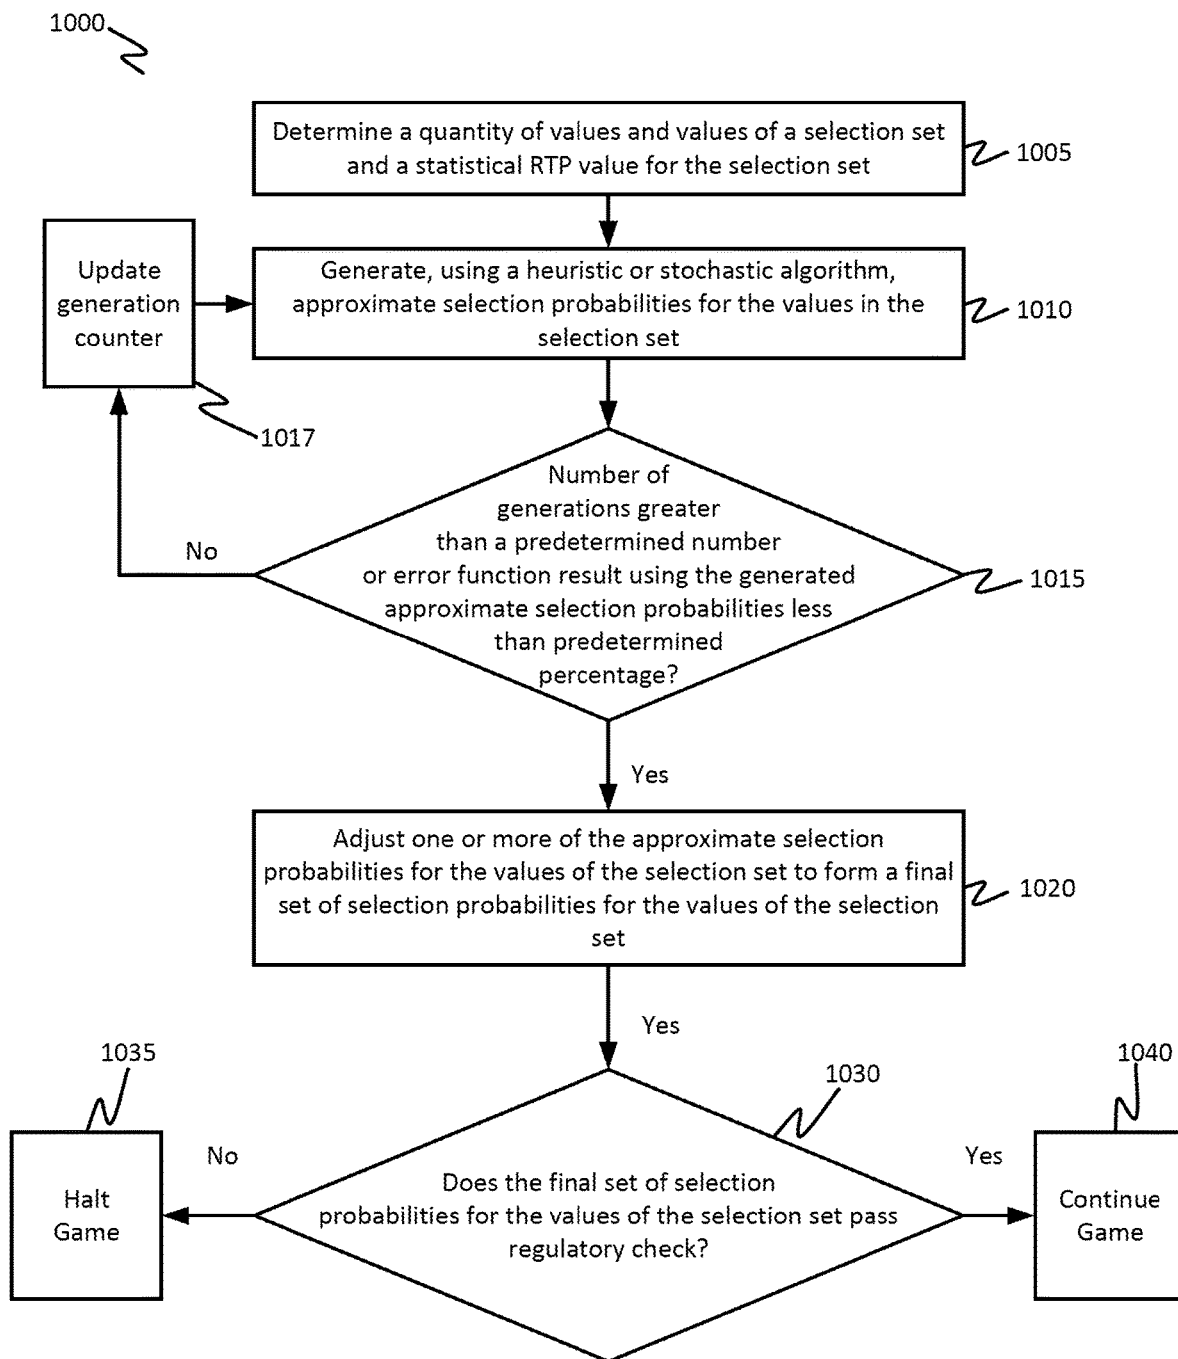 1000
Determine a quantity of values and values of a selection set
and a statistical RTP value for the selection set
1005
Update
generation
counter
Generate, using a heuristic or stochastic algorithm,
approximate selection probabilities for the values in the
selection set
1010
1017
Number of
generations greater
than a predetermined number
or error function result using the generated
approximate selection probabilities less
than predetermined
percentage?
No
1015
Yes
Adjust one or more of the approximate selection
probabilities for the values of the selection set to form a final
set of selection probabilities for the values of the selection
set
1020
Yes
1035
1030
1040
No
Yes
Halt
Game
Does the final set of selection
probabilities for the values of the selection set pass
regulatory check?
Continue
Game